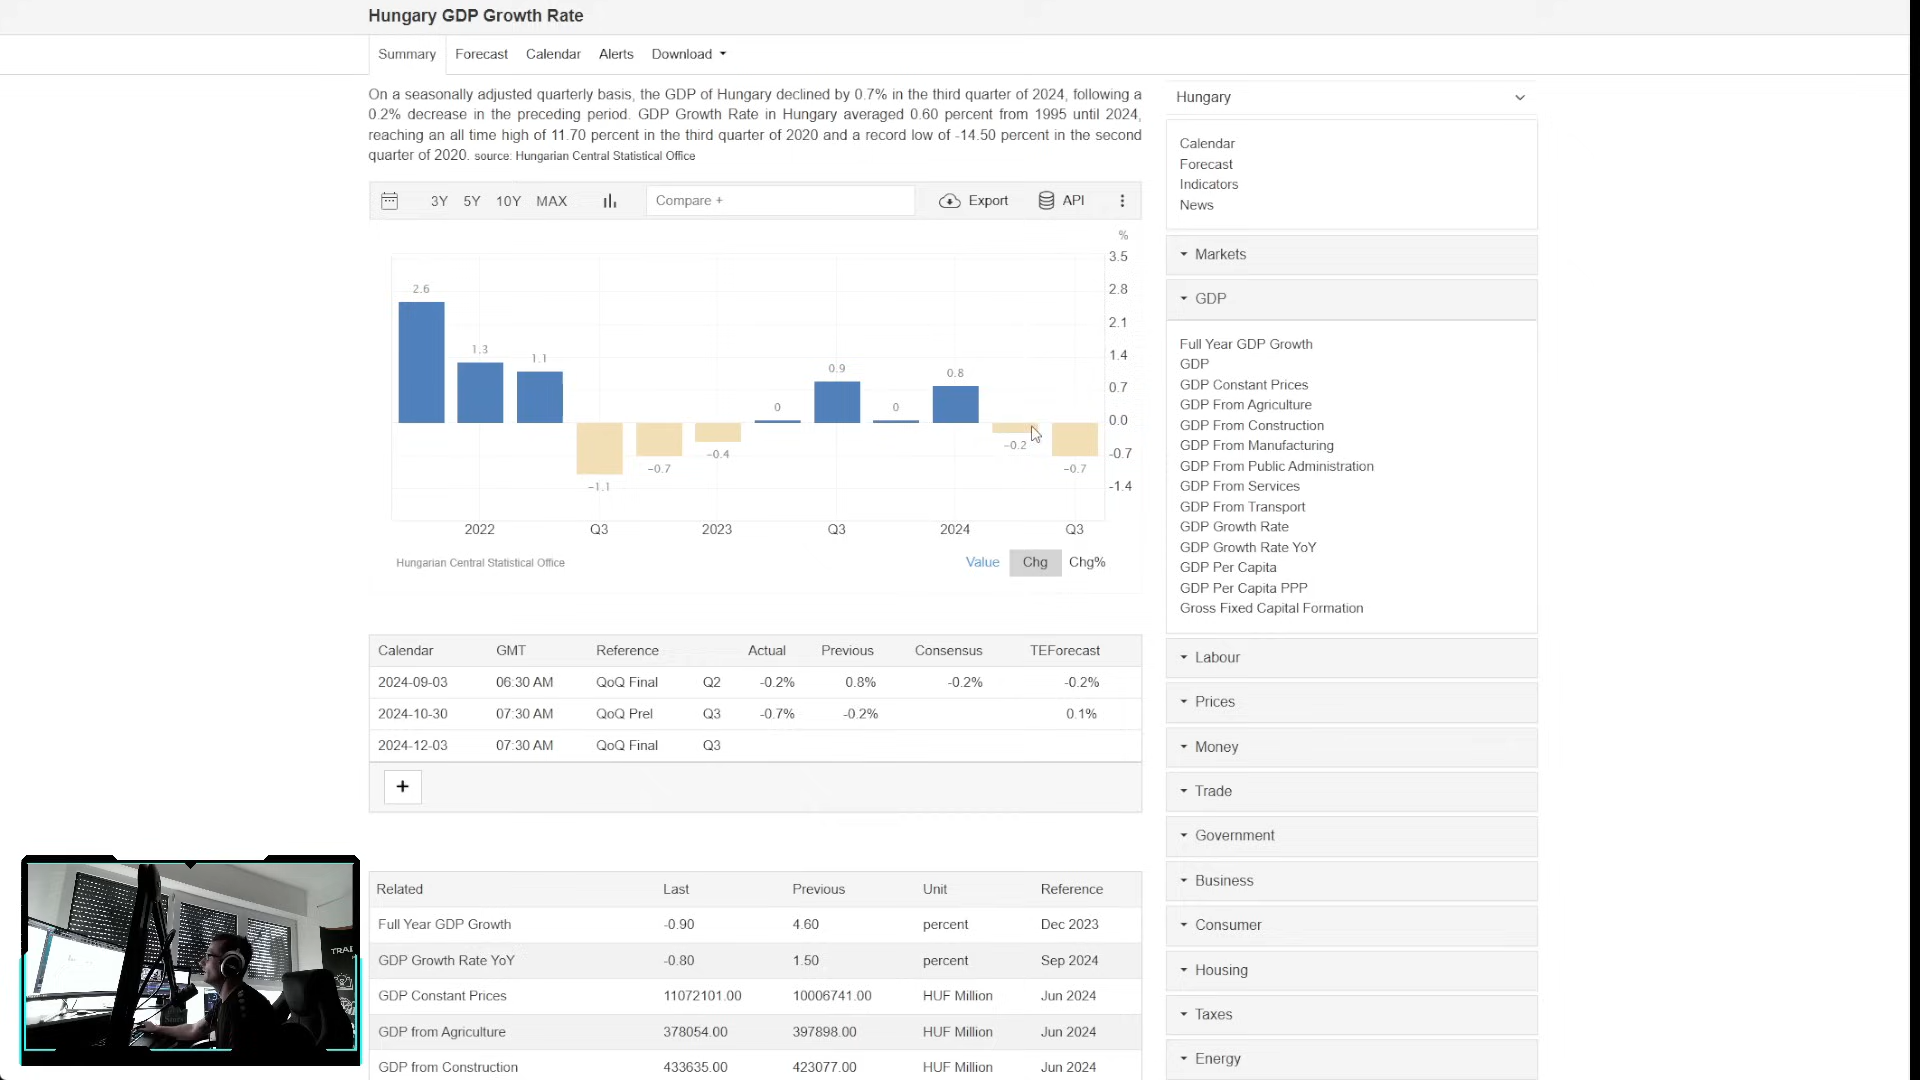 Hungary GDP Growth Rate
Summary Forecast Calendar Alerts Download
On a seasonally adjusted quarterly basis, the GDP of Hungary declined by 0.7% in the third quarter of 2024, following a
0.2% decrease in the preceding period. GDP Growth Rate in Hungary averaged 0.60 percent from 1995 until 2024,
reaching an all time high of 11.70 percent in the third quarter of 2020 and a record low of -14.50 percent in the second
quarter of 2020. source: Hungarian Central Statistical Office
3Y 5Y 10Y MAX Compare + Export API
%
3.5
2.8
2.1
1.4
0.7
0.0
-0.7
-1.4
2.6
1.3
1.1
-1.1
-0.7
-0.4
0
0.9
0
0.8
-0.2
-0.7
2022 Q3 2023 Q3 2024 Q3
Hungarian Central Statistical Office
Value Chg Chg%
Calendar GMT Reference Actual Previous Consensus TEForecast
2024-09-03 06:30 AM QoQ Final Q2 -0.2% 0.8% -0.2% -0.2%
2024-10-30 07:30 AM QoQ Prel Q3 -0.7% -0.2% 0.1%
2024-12-03 07:30 AM QoQ Final Q3
+
Related Last Previous Unit Reference
Full Year GDP Growth -0.90 4.60 percent Dec 2023
GDP Growth Rate YoY -0.80 1.50 percent Sep 2024
GDP Constant Prices 11072101.00 10006741.00 HUF Million Jun 2024
GDP from Agriculture 378054.00 397898.00 HUF Million Jun 2024
GDP from Construction 433635.00 423077.00 HUF Million Jun 2024
Hungary
Calendar
Forecast
Indicators
News
Markets
GDP
Full Year GDP Growth
GDP
GDP Constant Prices
GDP From Agriculture
GDP From Construction
GDP From Manufacturing
GDP From Public Administration
GDP From Services
GDP From Transport
GDP Growth Rate
GDP Growth Rate YoY
GDP Per Capita
GDP Per Capita PPP
Gross Fixed Capital Formation
Labour
Prices
Money
Trade
Government
Business
Consumer
Housing
Taxes
Energy
TRAI